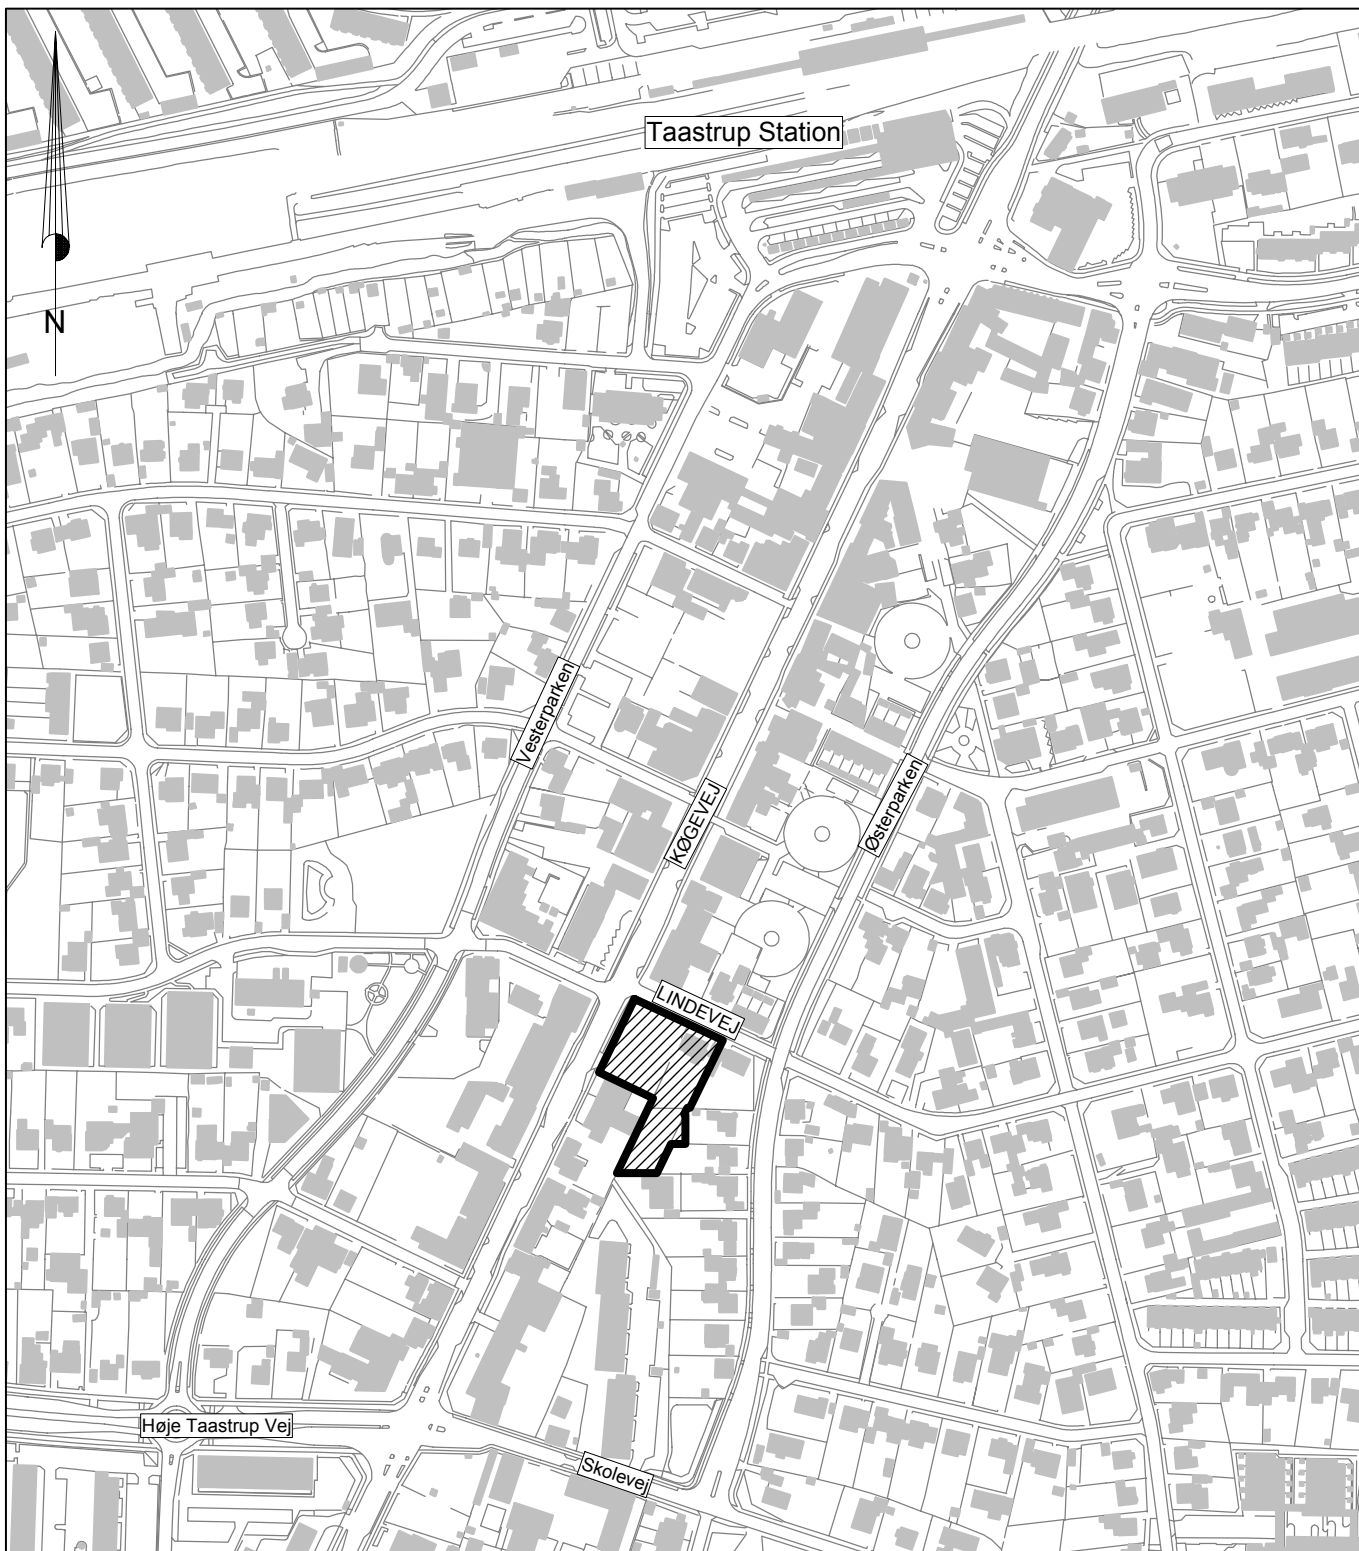 Taastrup Station
N
Vesterparken
KØGEVEJ
Østerparken
LINDEVEJ
Høje Taastrup Vej
Skolevej